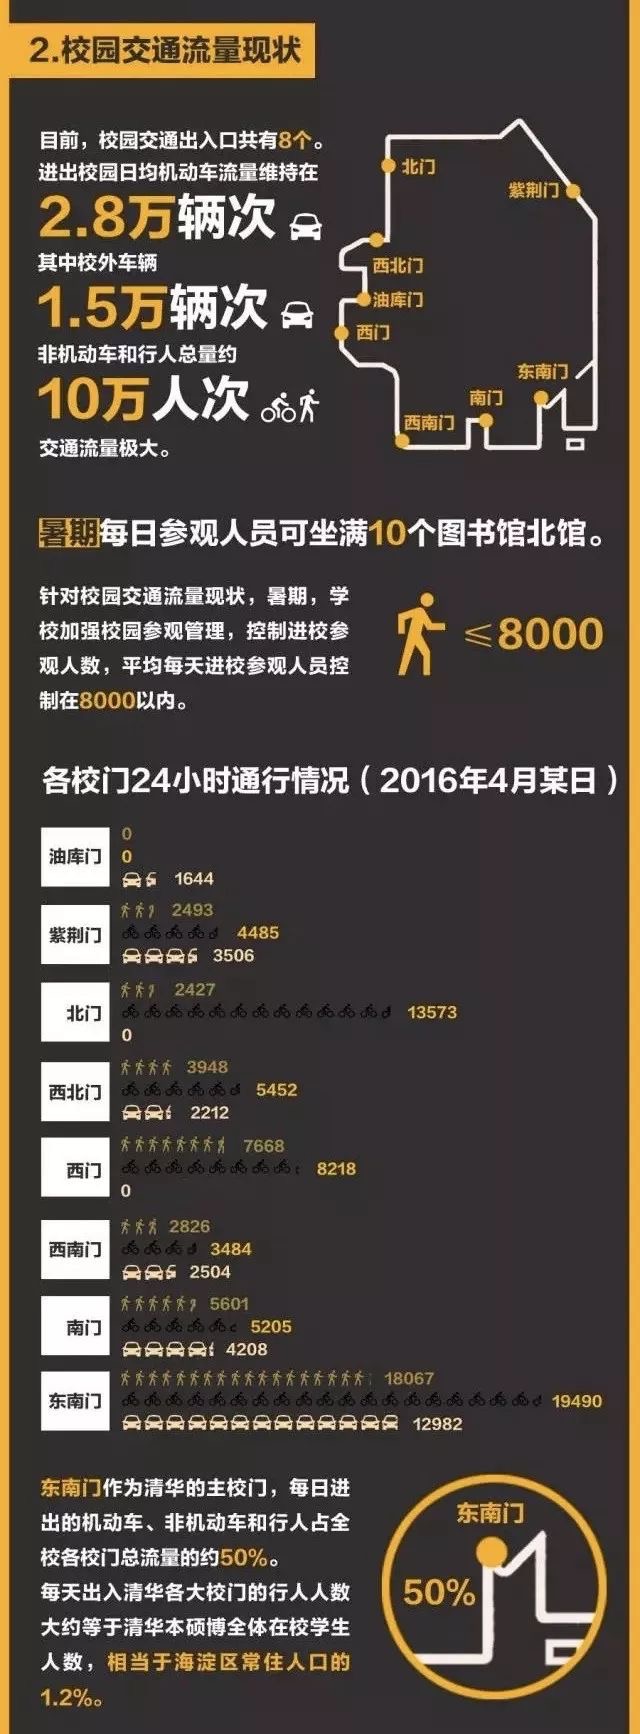 2.校园交通流量现状
目前，校园交通出入口共有8个。
进出校园日均机动车流量维持在
2.8万辆次
其中校外车辆
1.5万辆次
非机动车和行人总量约
10万人次
交通流量极大。
北门
紫荆门
西北门
油库门
西门
东南门
南门
西南门
暑期每日参观人员可坐满10个图书馆北馆。
针对校园交通流量现状，暑期，学
校加强校园参观管理，控制进校参
观人数，平均每天进校参观人员控
制在8000以内。
≤8000
各校门24小时通行情况（2016年4月某日）
油库门
0
0
1644
紫荆门
2493
4485
3506
北门
2427
13573
0
西北门
3948
5452
2212
西门
7668
8218
0
西南门
2826
3484
2504
南门
5601
5205
4208
东南门
18067
19490
12982
东南门作为清华的主校门，每日进
出的机动车、非机动车和行人占全
校各校门总流量的约50%。
每天出入清华各大校门的行人人数
大约等于清华本硕博全体在校学生
人数，相当于海淀区常住人口的
1.2%。
东南门
50%